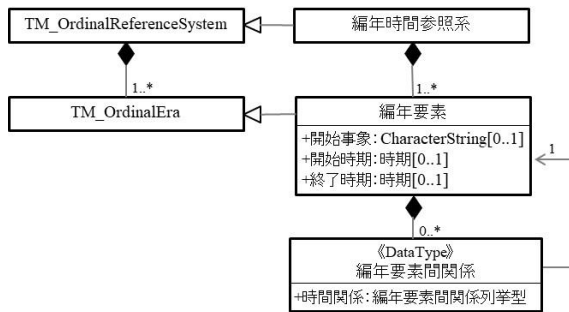 TM_OrdinalReferenceSystem
編年時間参照系
1..*
1..*
TM_OrdinalEra
編年要素
+開始事象:CharacterString[0..1]
+開始時期:時期[0..1]
+終了時期:時期[0..1]
1
0..*
《DataType》
編年要素間関係
+時間関係:編年要素間関係列挙型